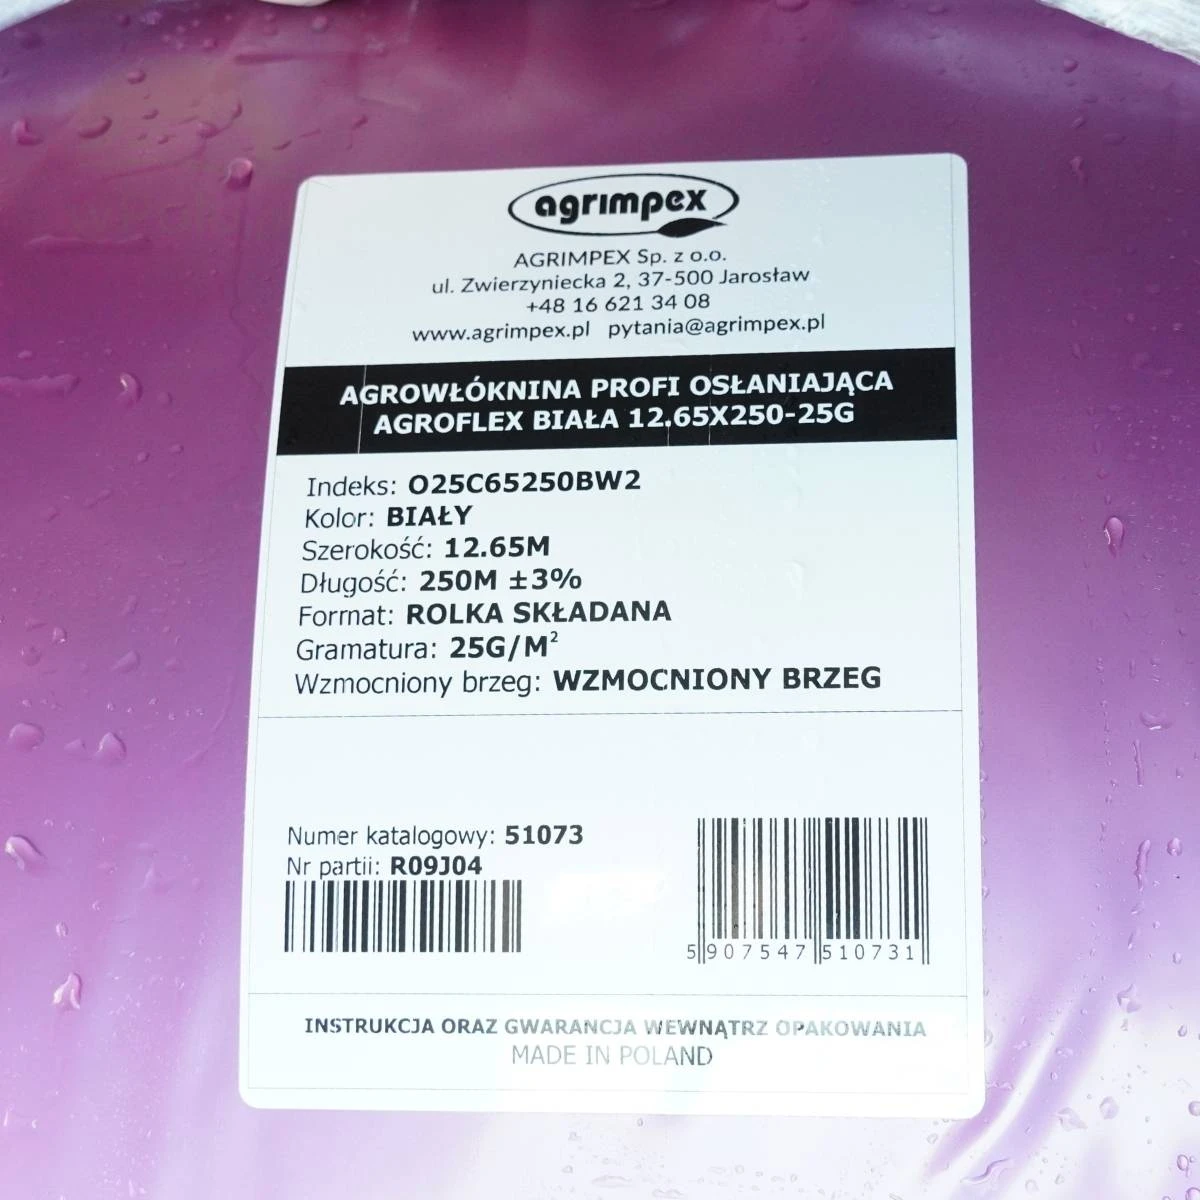 agrimpex
AGRIMPEX Sp. z o.o.
ul. Zwierzyniecka 2, 37-500 Jarosław
+48 16 621 34 08
www.agrimpex.pl pytania@agrimpex.pl
AGROWŁÓKNINA PROFI OSŁANIAJĄCA
AGROFLEX BIAŁA 12.65X250-25G
Indeks: O25C65250BW2
Kolor: BIAŁY
Szerokość: 12.65M
Długość: 250M ±3%
Format: ROLKA SKŁADANA
Gramatura: 25G/M²
Wzmocniony brzeg: WZMOCNIONY BRZEG
Numer katalogowy: 51073
Nr partii: R09J04
5 907547 510731
INSTRUKCJA ORAZ GWARANCJA WEWNĄTRZ OPAKOWANIA
MADE IN POLAND